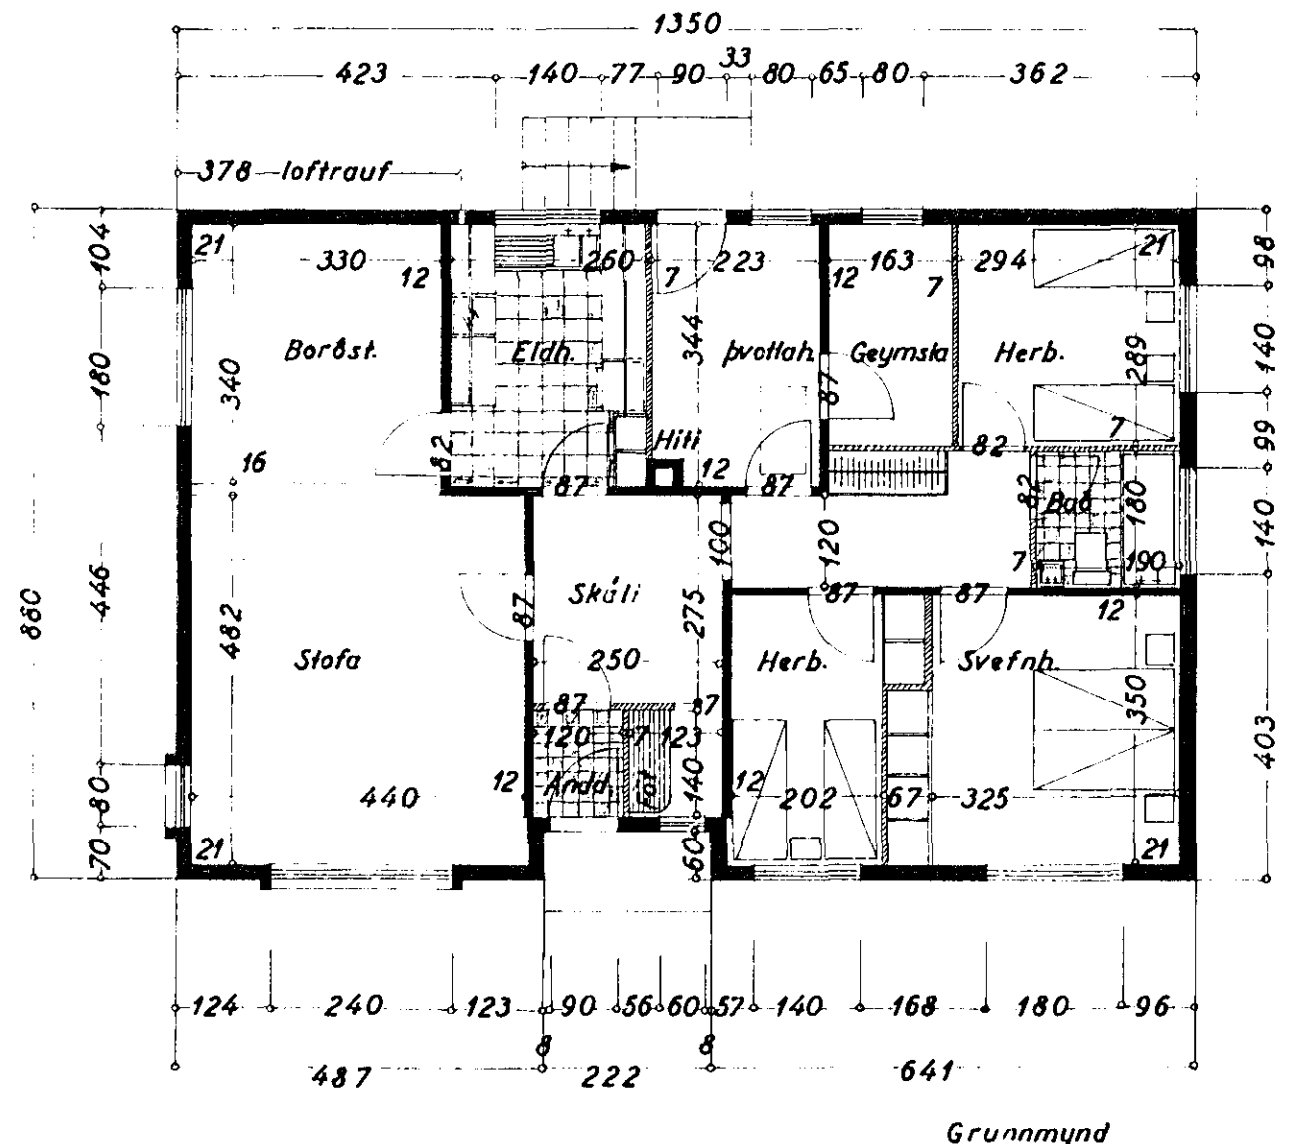 1350
423 140 77 90 33 80 65 80 362
378 loftrauf
104 180 446 80 70
880
98 140 99 140 403
21 330 12 260 7 223 12 163 7 294 21
Borðst. Eldh. Þvottah. Geymsla Herb.
340 344 87 289
82 Hiti 12 82 7
16 87 87
82 Bað 180
100 120 7 190
Skáli 87 87 12
482 87 275
Stofa 250 Herb. Svefnh. 350
87 87
120 7 123
12 Andd. Föt 140 12
440 202 67 325
21 60 21
124 240 123 90 56 60 57 140 168 180 96
8 8
487 222 641
Grunnmynd